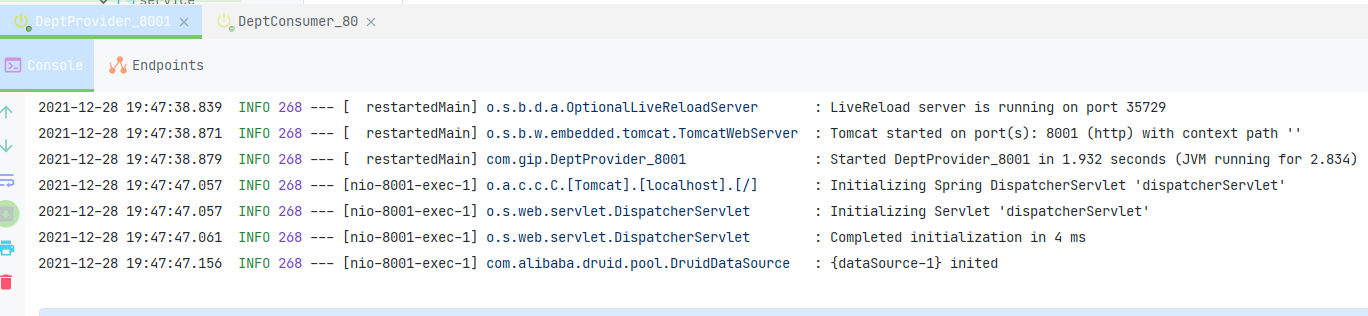 service
DeptProvider_8001 DeptConsumer_80
Console Endpoints
2021-12-28 19:47:38.839  INFO 268 --- [  restartedMain] o.s.b.d.a.OptionalLiveReloadServer       : LiveReload server is running on port 35729
2021-12-28 19:47:38.871  INFO 268 --- [  restartedMain] o.s.b.w.embedded.tomcat.TomcatWebServer  : Tomcat started on port(s): 8001 (http) with context path ''
2021-12-28 19:47:38.879  INFO 268 --- [  restartedMain] com.gip.DeptProvider_8001                : Started DeptProvider_8001 in 1.932 seconds (JVM running for 2.834)
2021-12-28 19:47:47.057  INFO 268 --- [nio-8001-exec-1] o.a.c.c.C.[Tomcat].[localhost].[/]       : Initializing Spring DispatcherServlet 'dispatcherServlet'
2021-12-28 19:47:47.057  INFO 268 --- [nio-8001-exec-1] o.s.web.servlet.DispatcherServlet        : Initializing Servlet 'dispatcherServlet'
2021-12-28 19:47:47.061  INFO 268 --- [nio-8001-exec-1] o.s.web.servlet.DispatcherServlet        : Completed initialization in 4 ms
2021-12-28 19:47:47.156  INFO 268 --- [nio-8001-exec-1] com.alibaba.druid.pool.DruidDataSource   : {dataSource-1} inited